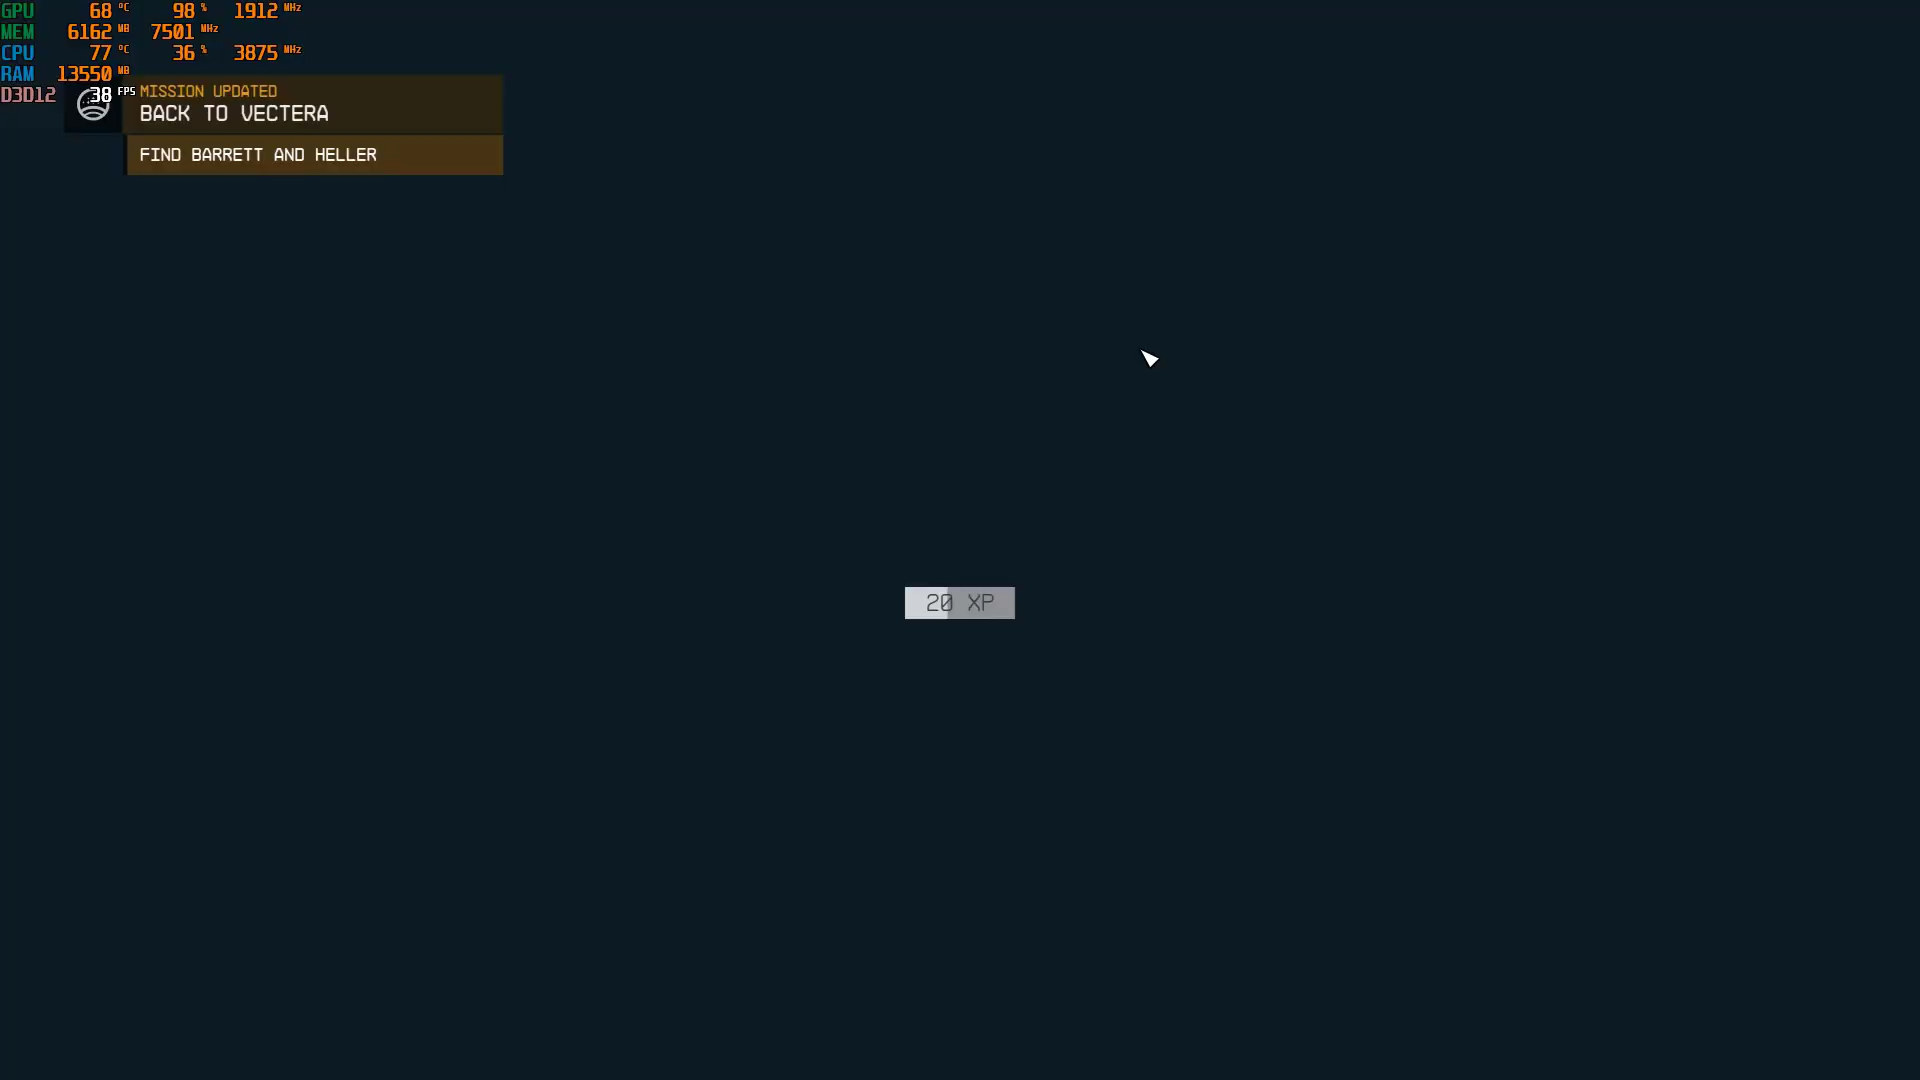 GPU 68 °C 98 % 1912 MHz
MEM 6162 MB 7501 MHz
CPU 77 °C 36 % 3875 MHz
RAM 13550 MB
D3D12 38 FPS
MISSION UPDATED
BACK TO VECTERA
FIND BARRETT AND HELLER
20 XP